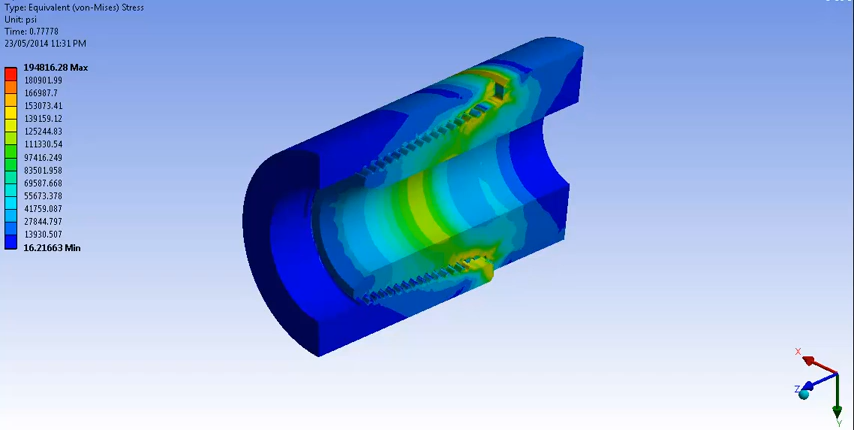 Type: Equivalent (von-Mises) Stress
Unit: psi
Time: 0.77778
23/05/2014 11:31 PM
194816.28 Max
180901.99
166987.7
153073.41
139159.12
125244.83
111330.54
97416.249
83501.958
69587.668
55673.378
41759.087
27844.797
13930.507
16.21663 Min
X
Z
Y